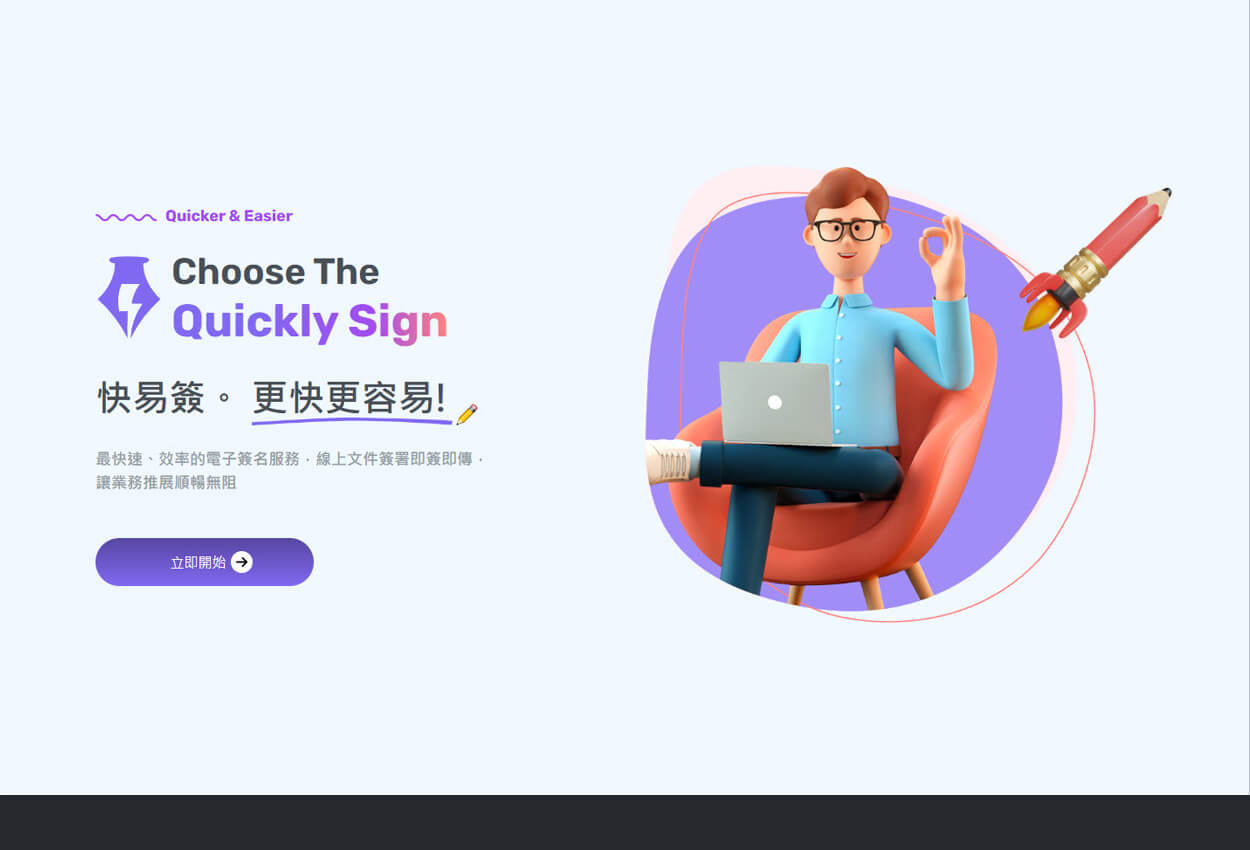 Quicker & Easier
Choose The
Quickly Sign
快易簽。 更快更容易!
最快速、效率的電子簽名服務，線上文件簽署即簽即傳，
讓業務推展順暢無阻
立即開始